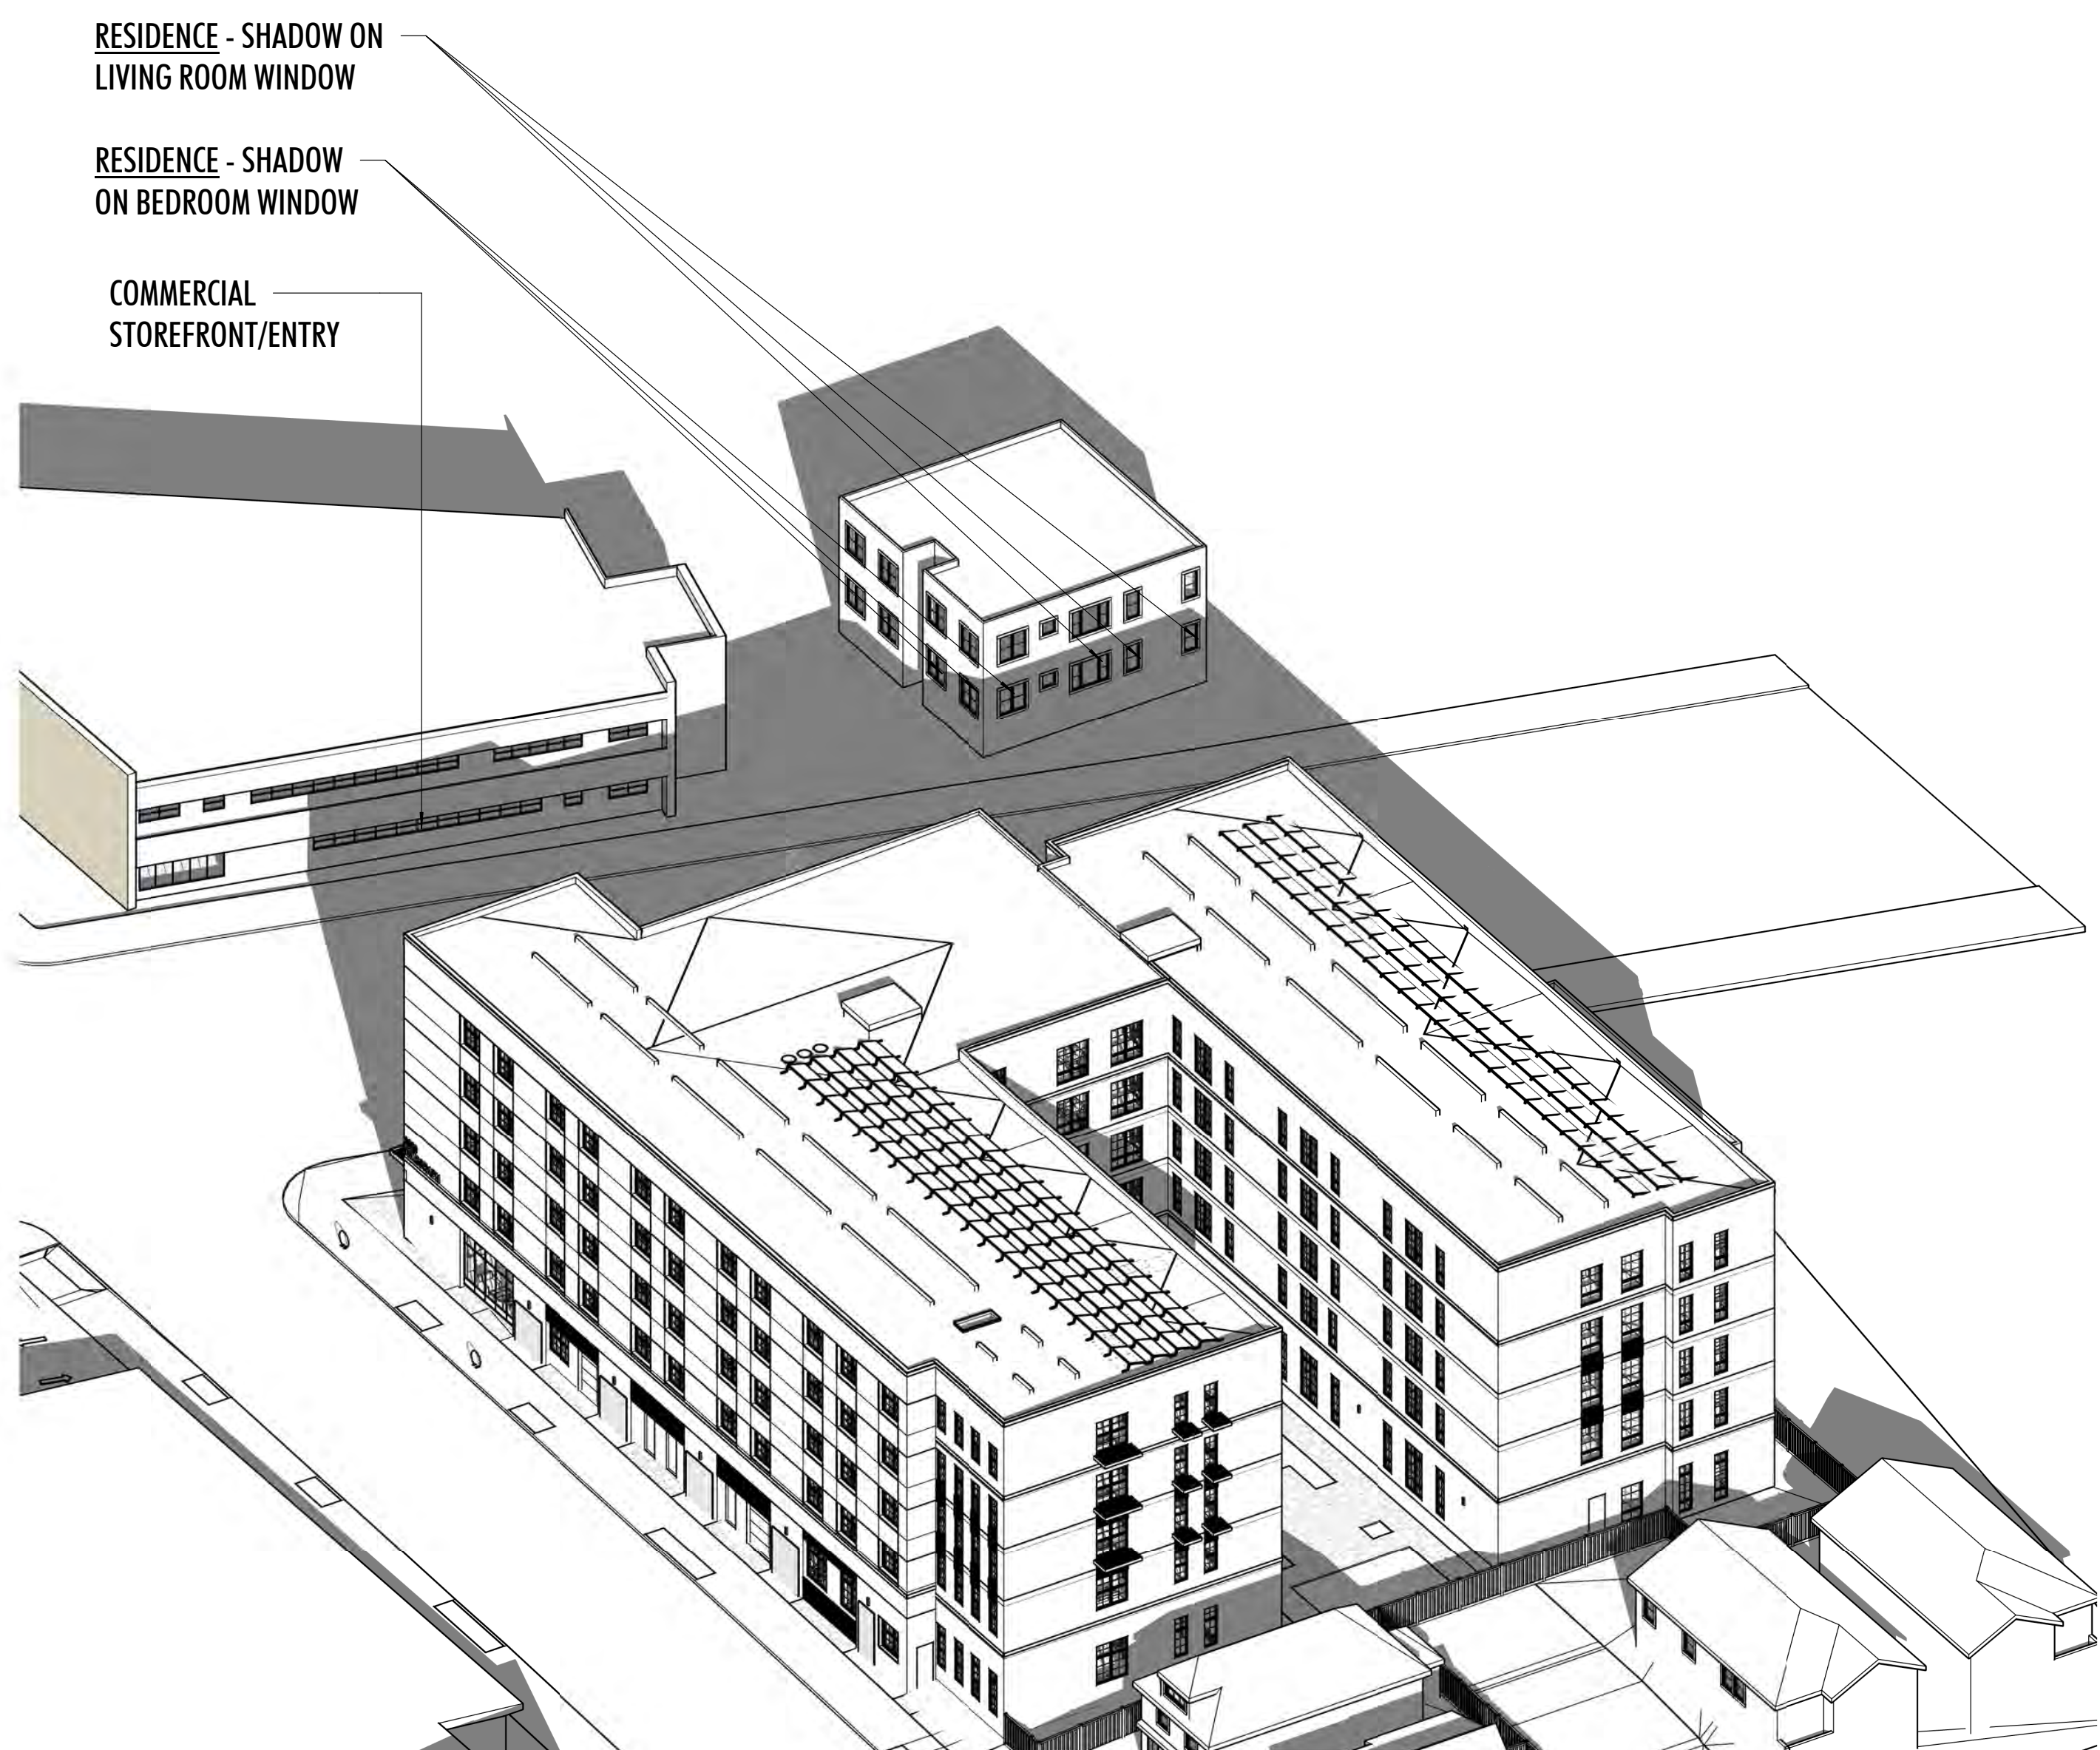 RESIDENCE - SHADOW ON
LIVING ROOM WINDOW
RESIDENCE - SHADOW
ON BEDROOM WINDOW
COMMERCIAL
STOREFRONT/ENTRY